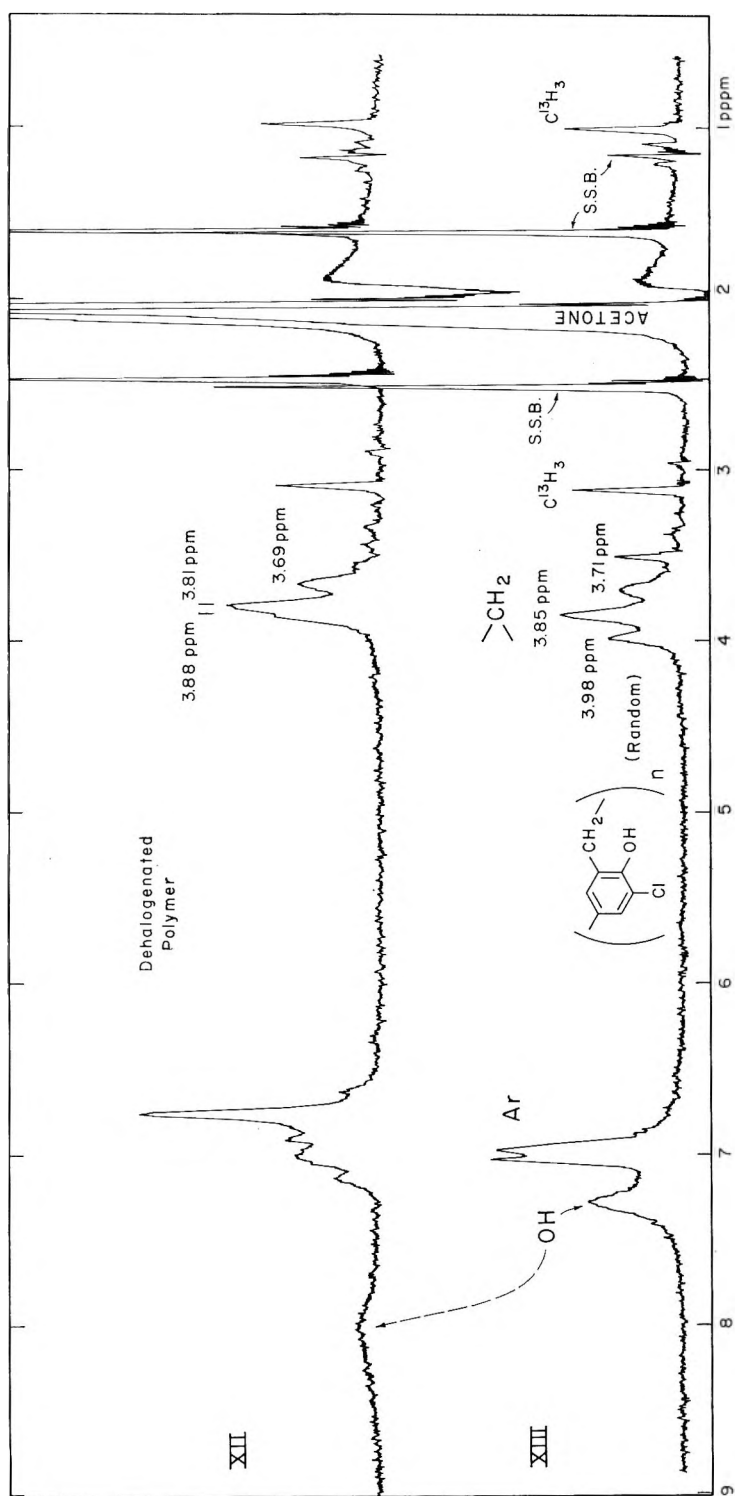 XII
Dehalogenated
Polymer
3.88 ppm
3.81 ppm
3.69 ppm
XIII
OH
Ar
CH2
OH
Cl
n
(Random)
3.98 ppm
>CH2
3.85 ppm
3.71 ppm
C13H3
S.S.B.
ACETONE
S.S.B.
C13H3
9
8
7
6
5
4
3
2
1pppm